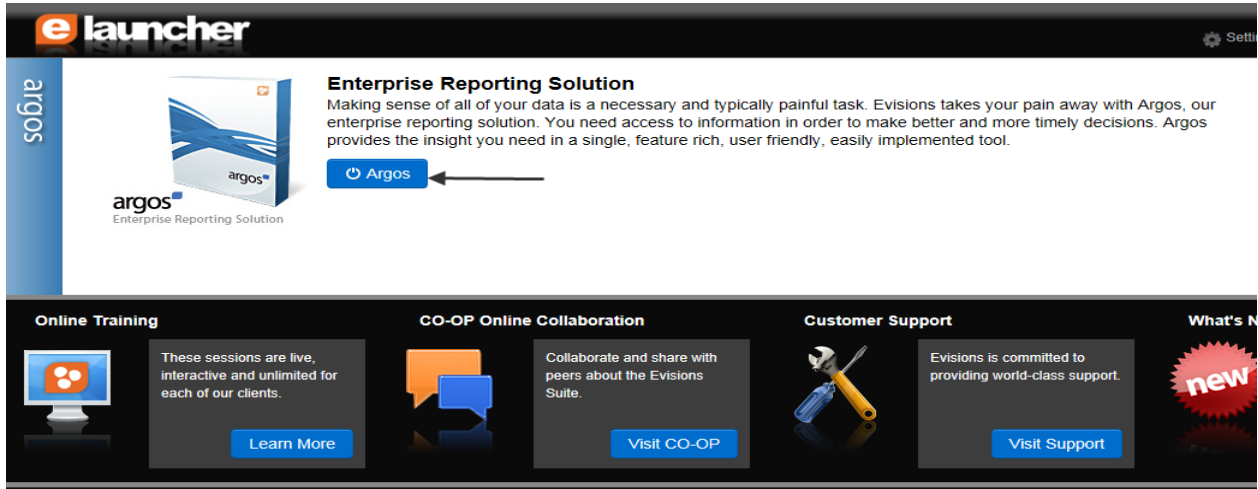 e launcher
Setti
argos
Enterprise Reporting Solution
Making sense of all of your data is a necessary and typically painful task. Evisions takes your pain away with Argos, our
enterprise reporting solution. You need access to information in order to make better and more timely decisions. Argos
provides the insight you need in a single, feature rich, user friendly, easily implemented tool.
Argos
argos
argos
Enterprise Reporting Solution
Online Training
These sessions are live,
interactive and unlimited for
each of our clients.
Learn More
CO-OP Online Collaboration
Collaborate and share with
peers about the Evisions
Suite.
Visit CO-OP
Customer Support
Evisions is committed to
providing world-class support.
Visit Support
What's N
new